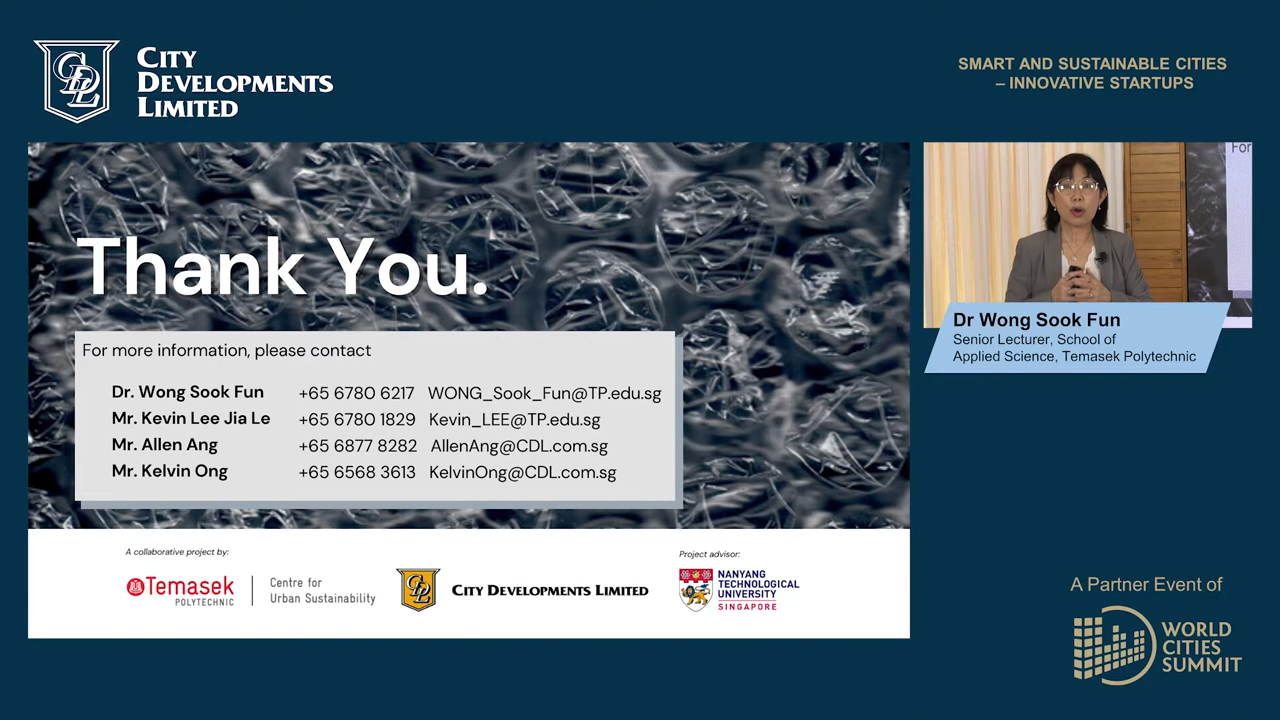 CITY
DEVELOPMENTS
LIMITED
SMART AND SUSTAINABLE CITIES
– INNOVATIVE STARTUPS
For
Thank You.
For more information, please contact
Dr. Wong Sook Fun +65 6780 6217 WONG_Sook_Fun@TP.edu.sg
Mr. Kevin Lee Jia Le +65 6780 1829 Kevin_LEE@TP.edu.sg
Mr. Allen Ang +65 6877 8282 AllenAng@CDL.com.sg
Mr. Kelvin Ong +65 6568 3613 KelvinOng@CDL.com.sg
Dr Wong Sook Fun
Senior Lecturer, School of
Applied Science, Temasek Polytechnic
A collaborative project by:
Temasek
POLYTECHNIC
Centre for
Urban Sustainability
CDL
CITY DEVELOPMENTS LIMITED
Project advisor:
NANYANG
TECHNOLOGICAL
UNIVERSITY
SINGAPORE
A Partner Event of
WORLD
CITIES
SUMMIT